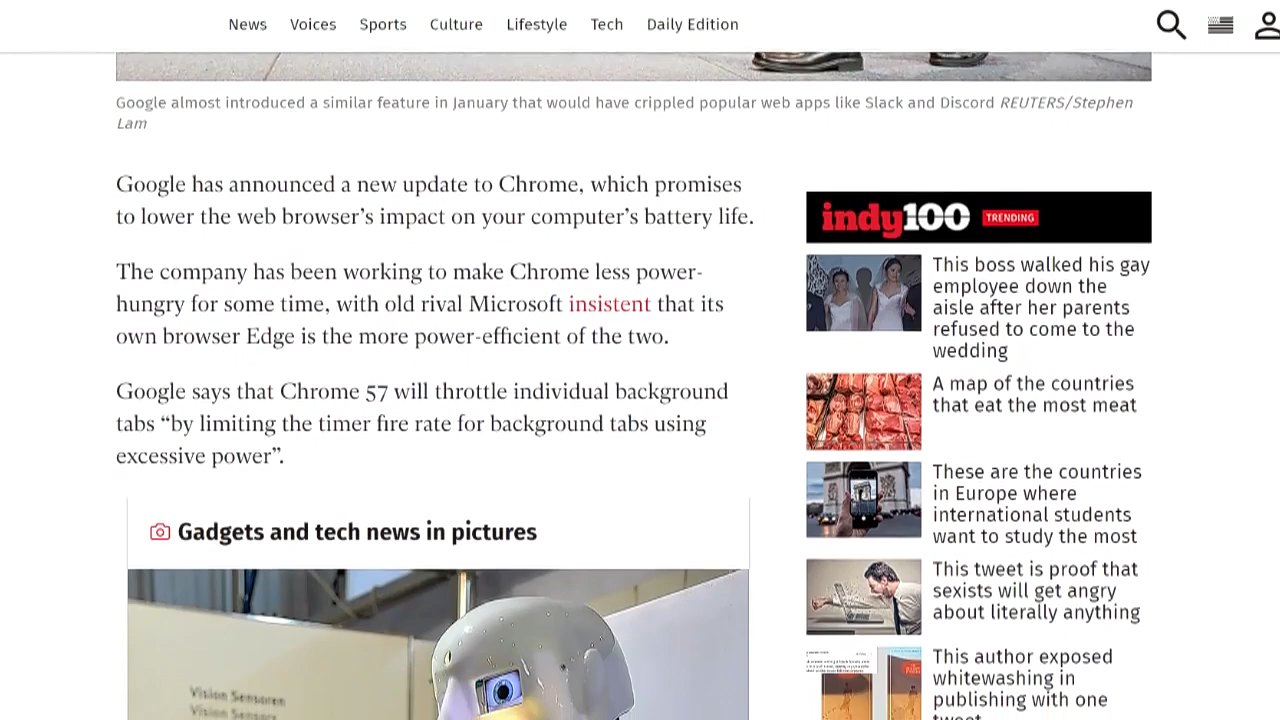 News Voices Sports Culture Lifestyle Tech Daily Edition
Google almost introduced a similar feature in January that would have crippled popular web apps like Slack and Discord REUTERS/Stephen
Lam
Google has announced a new update to Chrome, which promises
to lower the web browser’s impact on your computer’s battery life.
The company has been working to make Chrome less power-
hungry for some time, with old rival Microsoft insistent that its
own browser Edge is the more power-efficient of the two.
Google says that Chrome 57 will throttle individual background
tabs “by limiting the timer fire rate for background tabs using
excessive power”.
Gadgets and tech news in pictures
Vision Sensoren
Vision Sensors
indy100 TRENDING
This boss walked his gay
employee down the
aisle after her parents
refused to come to the
wedding
A map of the countries
that eat the most meat
These are the countries
in Europe where
international students
want to study the most
This tweet is proof that
sexists will get angry
about literally anything
This author exposed
whitewashing in
publishing with one
tweet